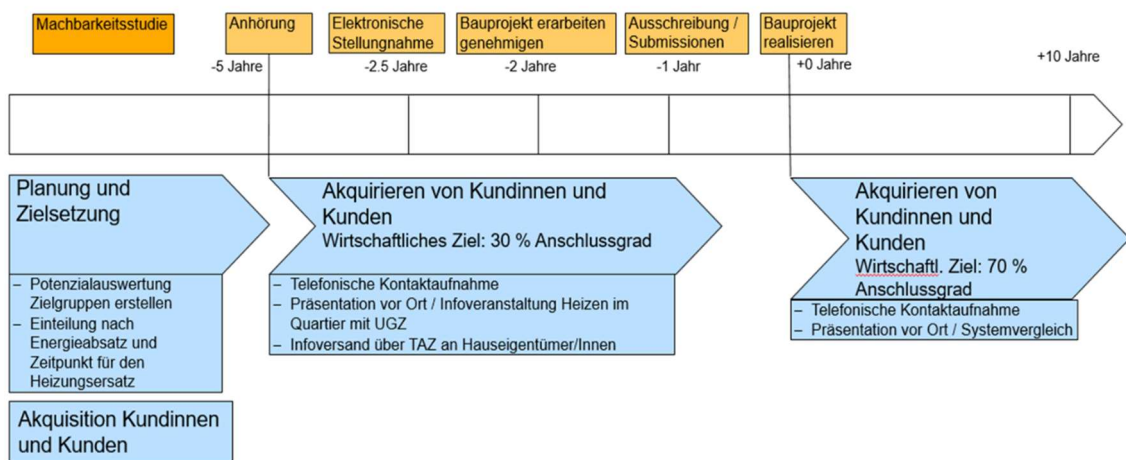 Machbarkeitsstudie
Anhörung
Elektronische
Stellungnahme
Bauprojekt erarbeiten
genehmigen
Ausschreibung /
Submissionen
Bauprojekt
realisieren
-5 Jahre
-2.5 Jahre
-2 Jahre
-1 Jahr
+0 Jahre
+10 Jahre
Planung und
Zielsetzung
– Potenzialauswertung
Zielgruppen erstellen
– Einteilung nach
Energieabsatz und
Zeitpunkt für den
Heizungsersatz
Akquisition Kundinnen
und Kunden
Akquirieren von Kundinnen und
Kunden
Wirtschaftliches Ziel: 30 % Anschlussgrad
– Telefonische Kontaktaufnahme
– Präsentation vor Ort / Infoveranstaltung Heizen im
Quartier mit UGZ
– Infoversand über TAZ an Hauseigentümer/Innen
Akquirieren von
Kundinnen und
Kunden
Wirtschaftl. Ziel: 70 %
Anschlussgrad
– Telefonische Kontaktaufnahme
– Präsentation vor Ort / Systemvergleich